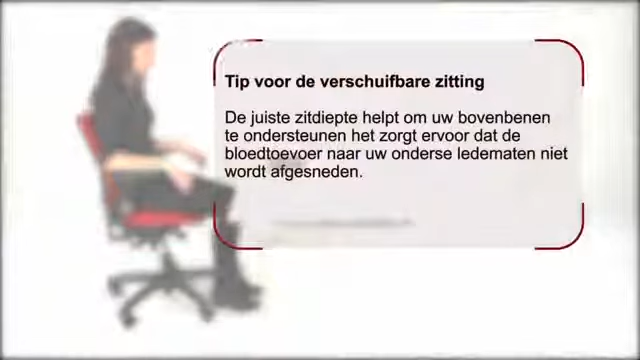 Tip voor de verschuifbare zitting
De juiste zitdiepte helpt om uw bovenbenen
te ondersteunen het zorgt ervoor dat de
bloedtoevoer naar uw onderse ledematen niet
wordt afgesneden.